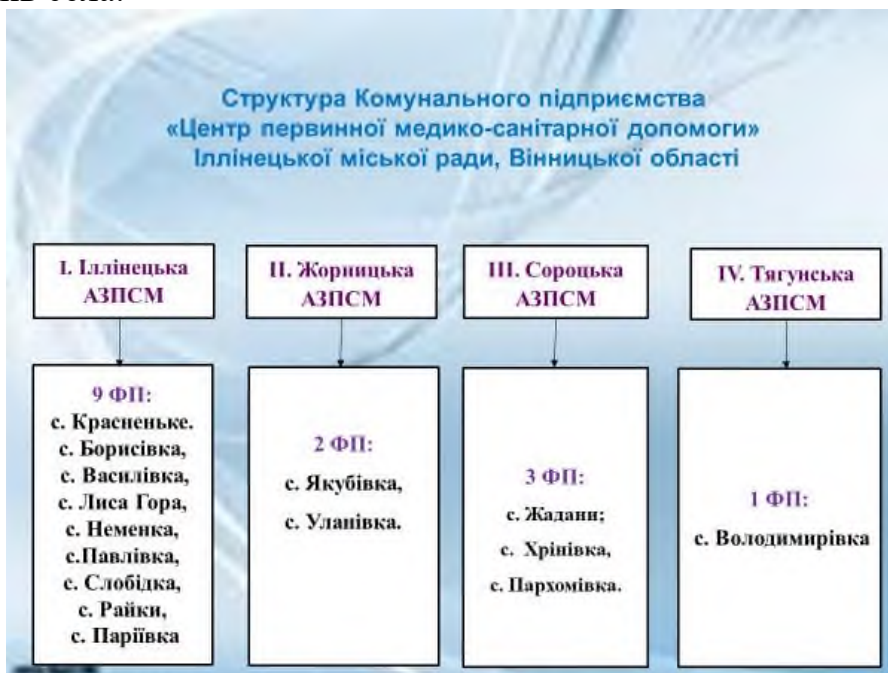 Структура Комунального підприємства
«Центр первинної медико-санітарної допомоги»
Іллінецької міської ради, Вінницької області
І. Іллінецька
АЗПСМ
ІІ. Жорницька
АЗПСМ
ІІІ. Сороцька
АЗПСМ
IV. Тягунська
АЗПСМ
9 ФП:
с. Красненьке.
с. Борисівка,
с. Василівка,
с. Лиса Гора,
с. Неменка,
с.Павлівка,
с. Слобідка,
с. Райки,
с. Паріївка
2 ФП:
с. Якубівка,
с. Уланівка.
3 ФП:
с. Жадани;
с. Хрінівка,
с. Пархомівка.
1 ФП:
с. Володимирівка